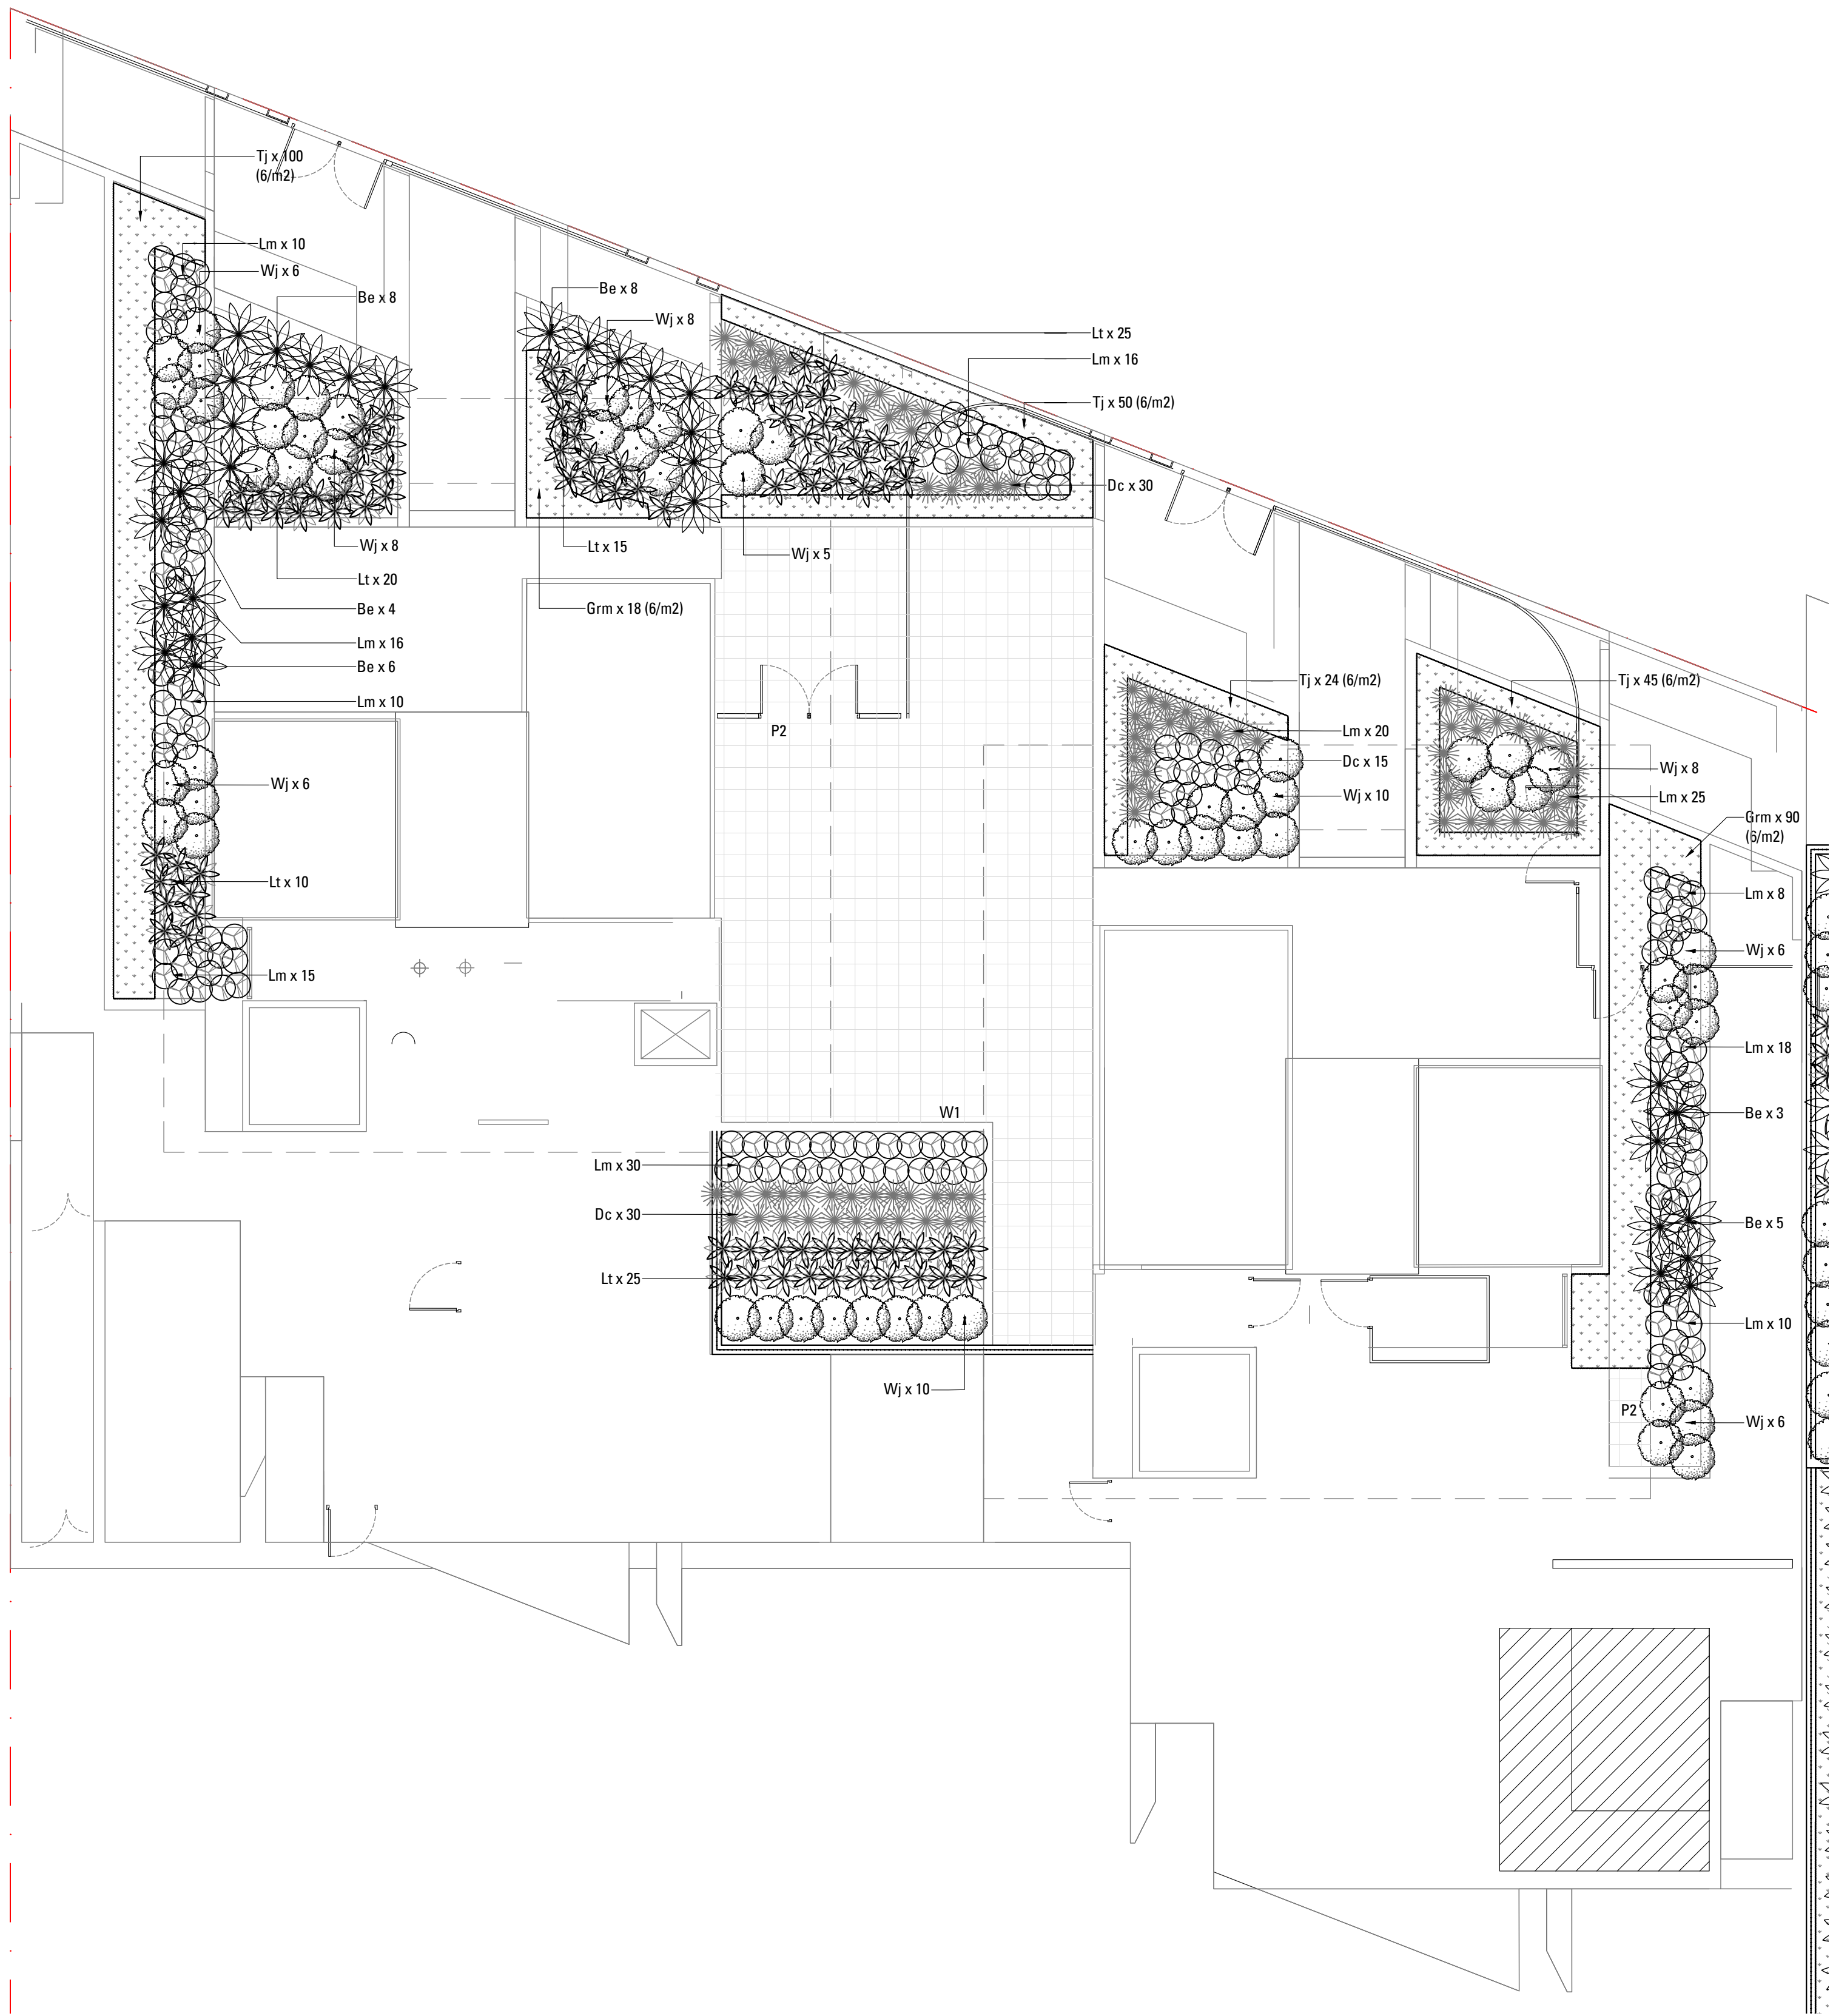 Tj x 100
(6/m2)
Lm x 10
Wj x 6
Be x 8
Be x 8
Wj x 8
Lt x 25
Lm x 16
Tj x 50 (6/m2)
Dc x 30
Wj x 8
Lt x 15
Wj x 5
Lt x 20
Be x 4
Grm x 18 (6/m2)
Lm x 16
Be x 6
Lm x 10
P2
Tj x 24 (6/m2)
Tj x 45 (6/m2)
Lm x 20
Dc x 15
Wj x 10
Wj x 8
Lm x 25
Grm x 90
(6/m2)
Wj x 6
Lt x 10
Lm x 15
Lm x 8
Wj x 6
Lm x 18
Be x 3
W1
Lm x 30
Dc x 30
Lt x 25
Wj x 10
Be x 5
Lm x 10
P2
Wj x 6